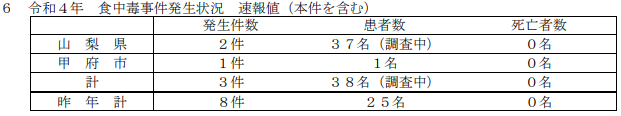 6 令和4年 食中毒事件発生状況 速報値（本件を含む）
発生件数 患者数 死亡者数
山梨県 2件 37名（調査中） 0名
甲府市 1件 1名 0名
計 3件 38名（調査中） 0名
昨年計 8件 25名 0名